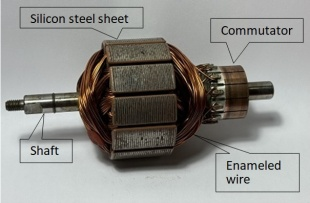 Silicon steel sheet
Commutator
Shaft
Enameled
wire